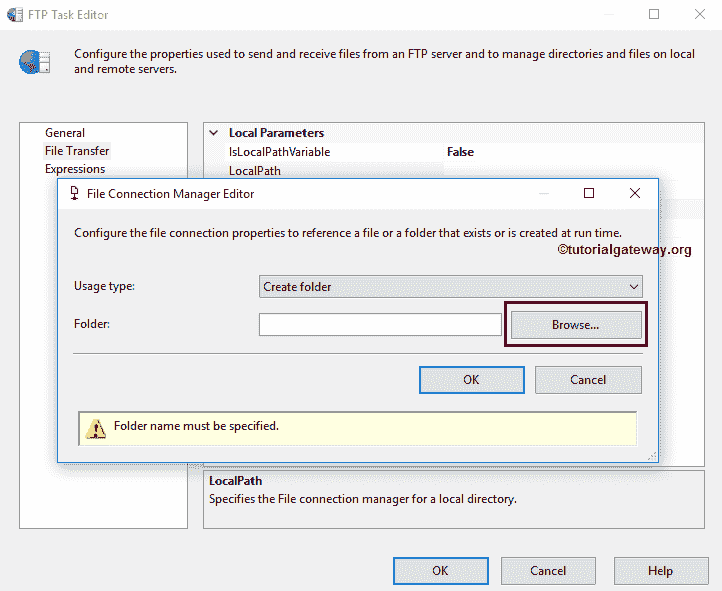 FTP Task Editor
Configure the properties used to send and receive files from an FTP server and to manage directories and files on local
and remote servers.
General
File Transfer
Expressions
Local Parameters
IsLocalPathVariable False
LocalPath
File Connection Manager Editor
Configure the file connection properties to reference a file or a folder that exists or is created at run time.
©tutorialgateway.org
Usage type: Create folder
Folder: Browse...
OK Cancel
Folder name must be specified.
LocalPath
Specifies the File connection manager for a local directory.
OK Cancel Help